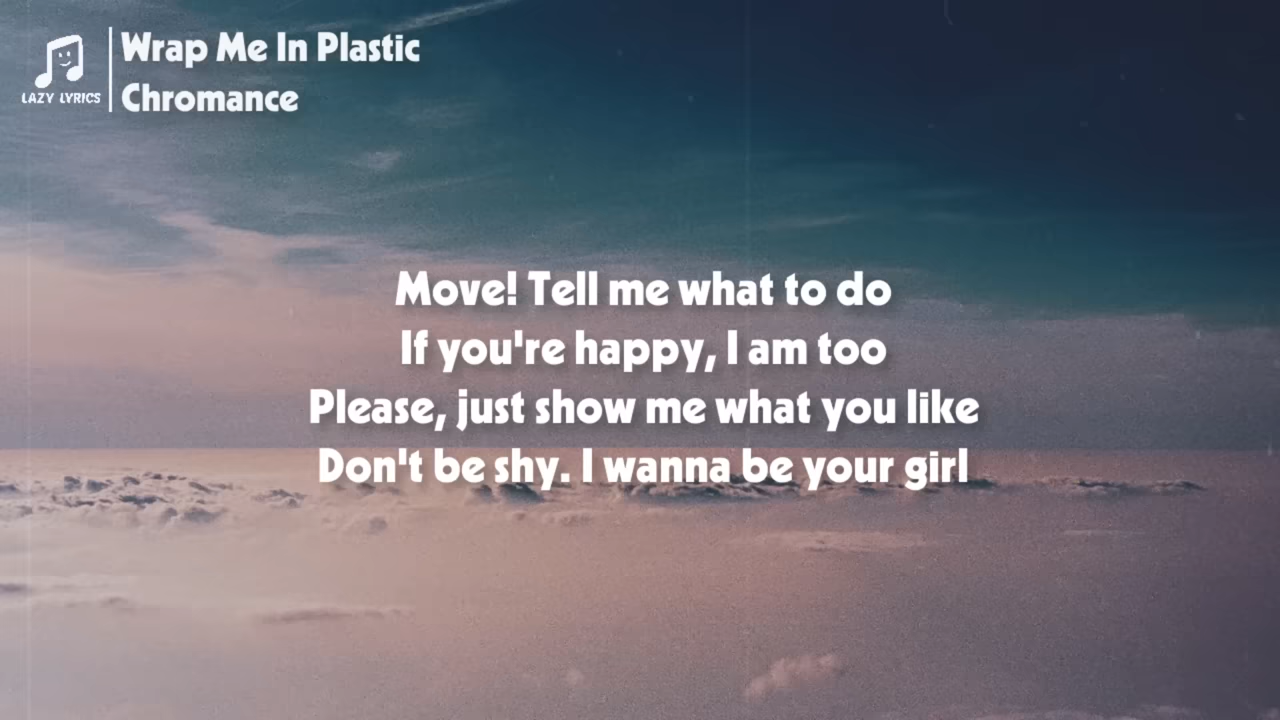 Wrap Me In Plastic
LAZY LYRICS
Chromance
Move! Tell me what to do
If you're happy, I am too
Please, just show me what you like
Don't be shy. I wanna be your girl